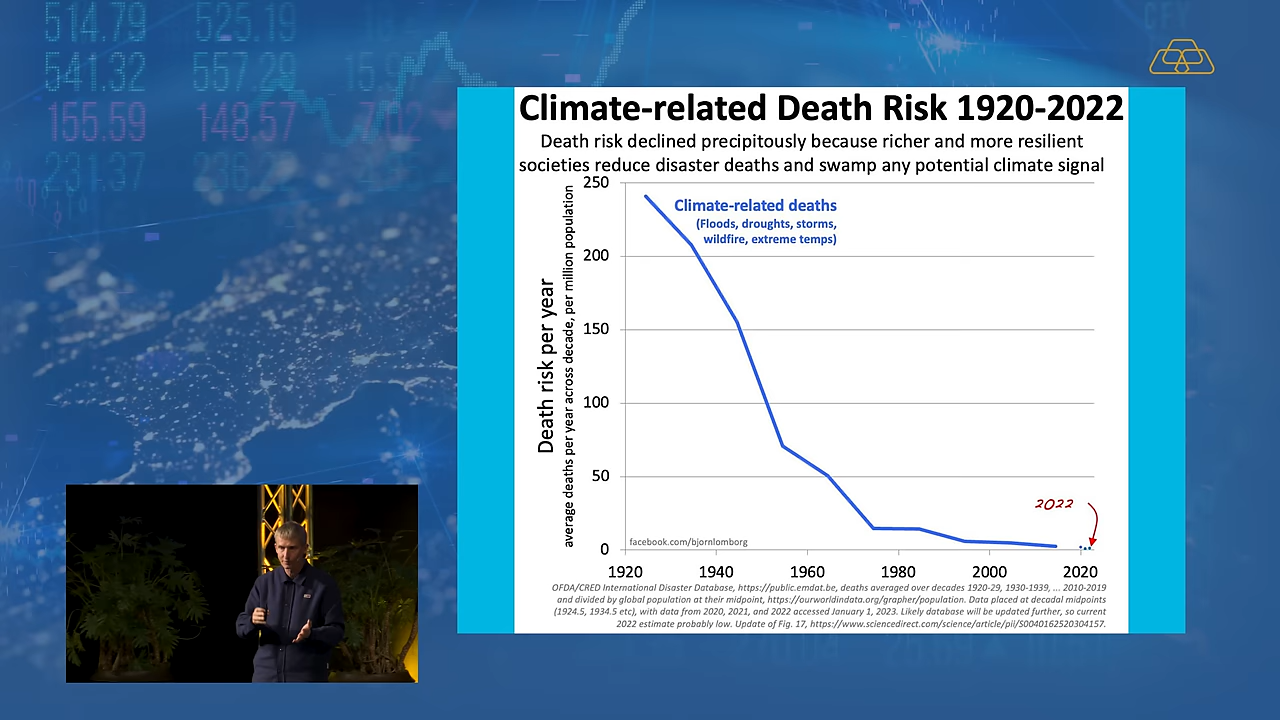 514.79 525.19
541.32 557.29 15.9
155.59 148.57 7.02
231.37
Climate-related Death Risk 1920-2022
Death risk declined precipitously because richer and more resilient
societies reduce disaster deaths and swamp any potential climate signal
Death risk per year
average deaths per year across decade, per million population
250
200
150
100
50
0
Climate-related deaths
(Floods, droughts, storms,
wildfire, extreme temps)
2022
facebook.com/bjornlomborg
1920 1940 1960 1980 2000 2020
OFDA/CRED International Disaster Database, https://public.emdat.be, deaths averaged over decades 1920-29, 1930-1939, ... 2010-2019
and divided by global population at their midpoint, https://ourworldindata.org/grapher/population. Data placed at decadal midpoints
(1924.5, 1934.5 etc), with data from 2020, 2021, and 2022 accessed January 1, 2023. Likely database will be updated further, so current
2022 estimate probably low. Update of Fig. 17, https://www.sciencedirect.com/science/article/pii/S0040162520304157.